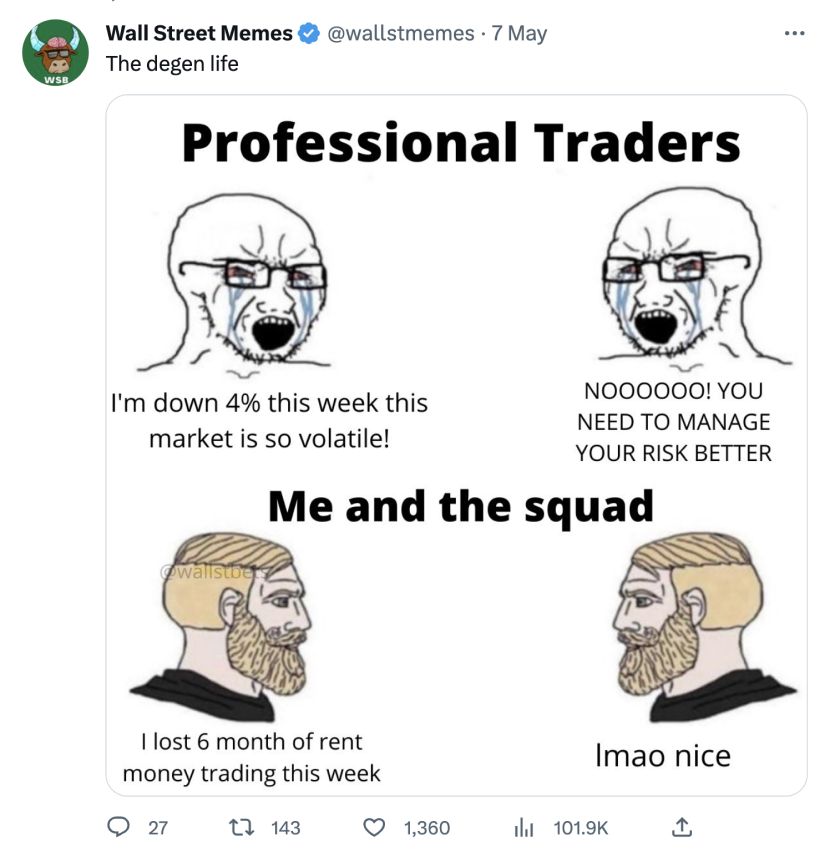 Wall Street Memes @wallstmemes · 7 May
The degen life
WSB
Professional Traders
I'm down 4% this week this
market is so volatile!
NOOOOOO! YOU
NEED TO MANAGE
YOUR RISK BETTER
Me and the squad
@wallstbets
I lost 6 month of rent
money trading this week
lmao nice
27 143 1,360 101.9K